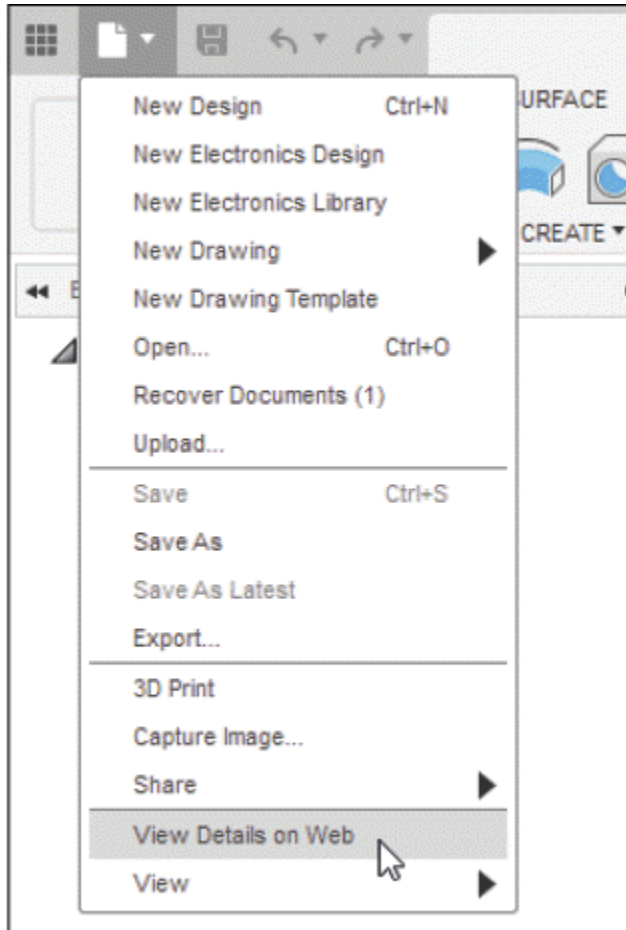 URFACE
CREATE
New Design Ctrl+N
New Electronics Design
New Electronics Library
New Drawing
New Drawing Template
Open... Ctrl+O
Recover Documents (1)
Upload...
Save Ctrl+S
Save As
Save As Latest
Export...
3D Print
Capture Image...
Share
View Details on Web
View